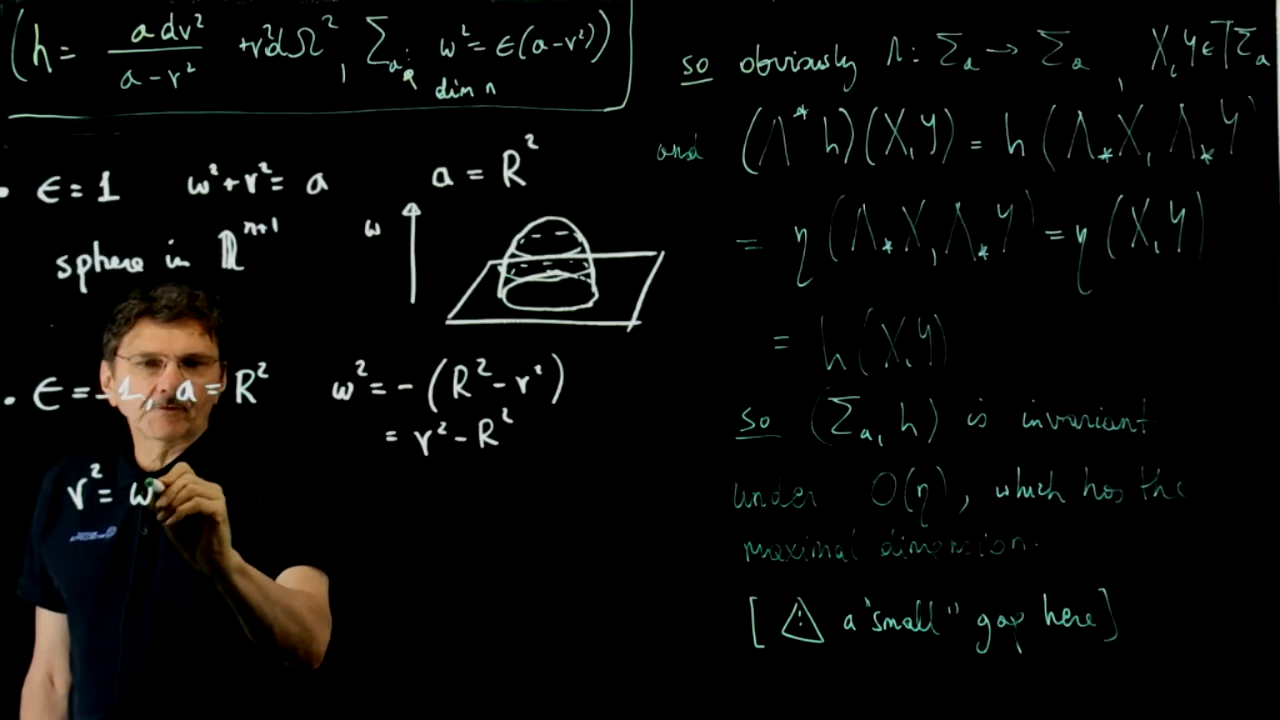 (h = a dr² / a - r² + r²dΩ², Σₐ: w² = ε(a-r²))
dim n
• ε = 1 w² + r² = a a = R²
sphere in ℝⁿ⁺¹
w
• ε = -1, a = R² w² = - (R² - r²)
= r² - R²
r² = w
so obviously Λ: Σₐ → Σₐ, X, Y ∈ TΣₐ
and (Λ* h)(X, Y) = h (Λ⁎X, Λ⁎Y
= η (Λ⁎X, Λ⁎Y) = η (X, Y)
= h (X, Y)
so (Σₐ, h) is invariant
under O(η), which has the
maximal dimension.
[ ⚠ a "small" gap here]